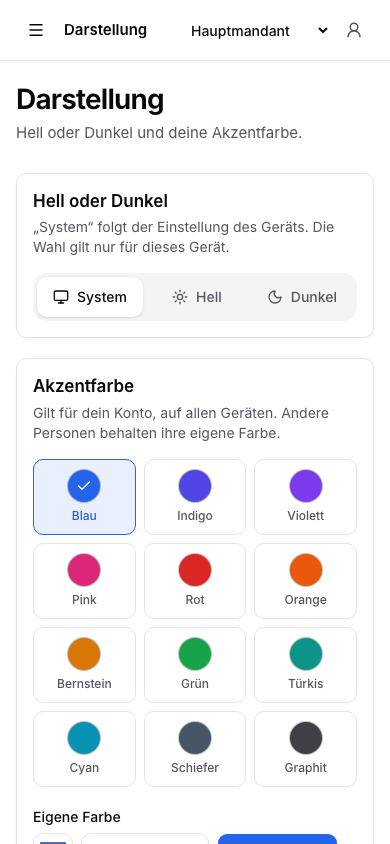 Darstellung
Hauptmandant
Darstellung
Hell oder Dunkel und deine Akzentfarbe.
Hell oder Dunkel
„System“ folgt der Einstellung des Geräts. Die
Wahl gilt nur für dieses Gerät.
System
Hell
Dunkel
Akzentfarbe
Gilt für dein Konto, auf allen Geräten. Andere
Personen behalten ihre eigene Farbe.
Blau
Indigo
Violett
Pink
Rot
Orange
Bernstein
Grün
Türkis
Cyan
Schiefer
Graphit
Eigene Farbe